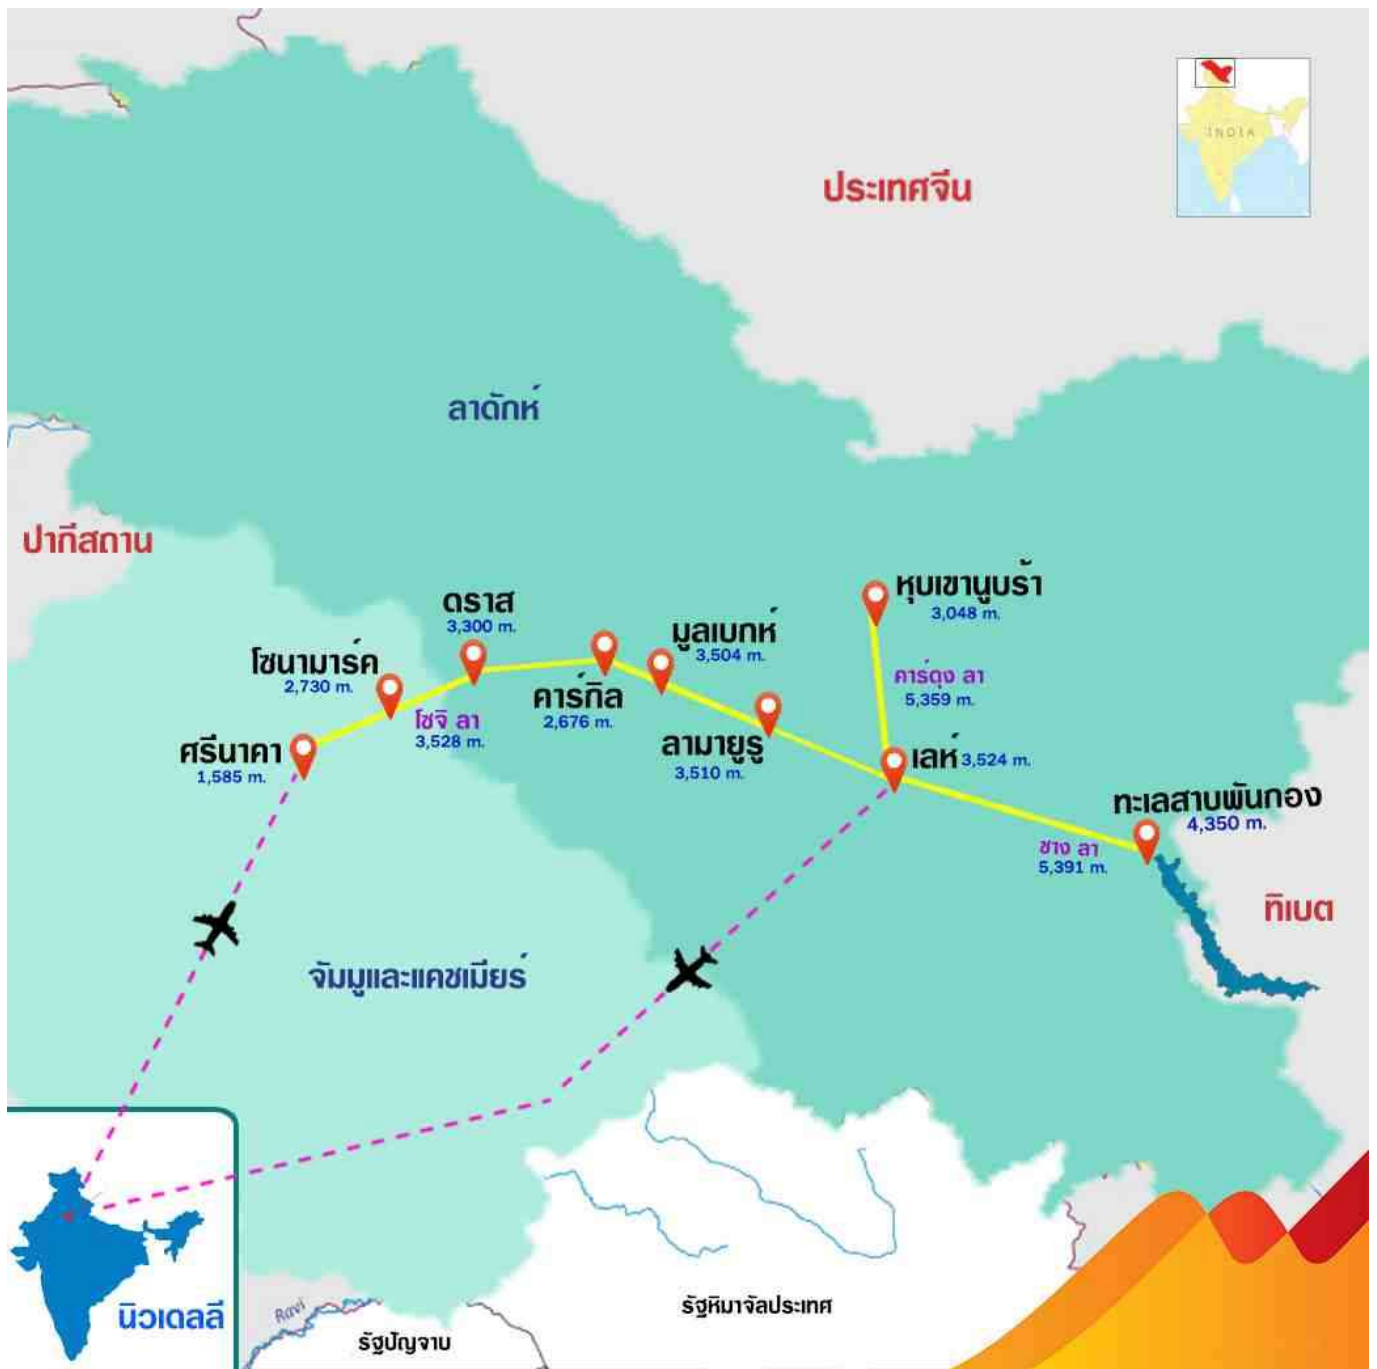 INDIA
ประเทศจีน
ลาดักห์
ปากีสถาน
หุบเขานูบร้า
3,048 m.
ดราส
3,300 m.
มูลเบกห์
3,504 m.
โซนามาร์ค
2,730 m.
คาร์ดุง ลา
5,359 m.
คาร์กิล
2,676 m.
โซจิ ลา
3,528 m.
ลามายูรู
3,510 m.
ศรีนาคา
1,585 m.
เลห์ 3,524 m.
ทะเลสาบพันกอง
4,350 m.
ชาง ลา
5,391 m.
ทิเบต
จัมมูและแคชเมียร์
นิวเดลลี
Ravi
รัฐหิมาจัลประเทศ
รัฐปัญจาบ